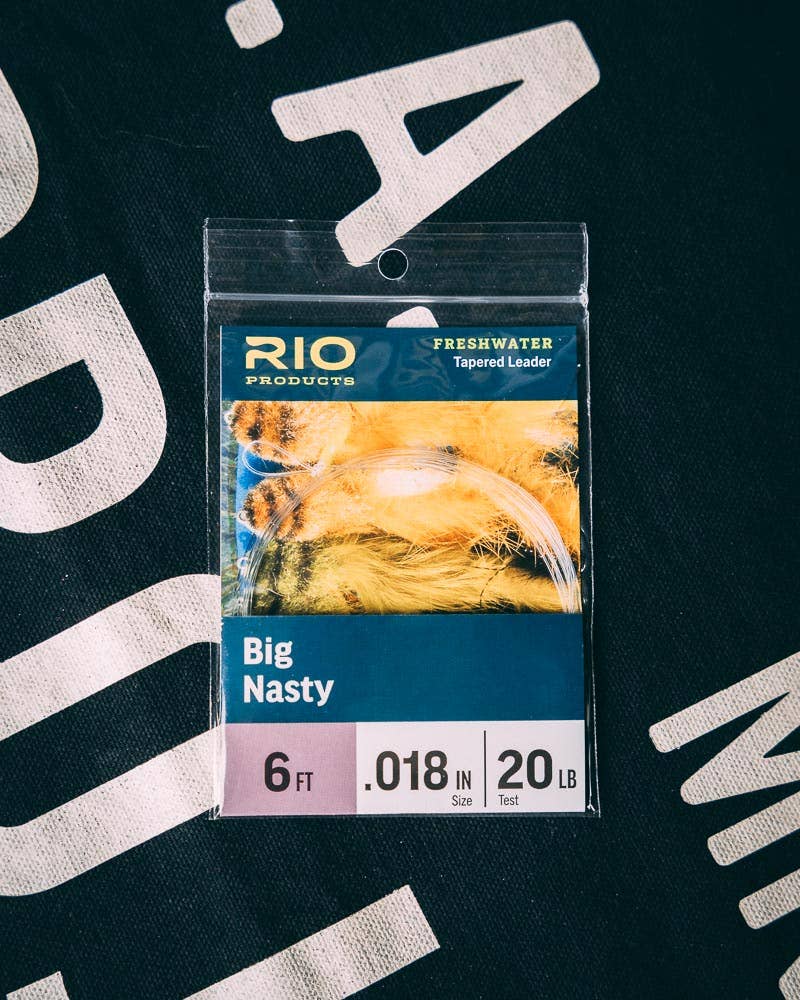 RIO
PRODUCTS
FRESHWATER
Tapered Leader
Big
Nasty
6 FT
.018 IN
Size
20 LB
Test